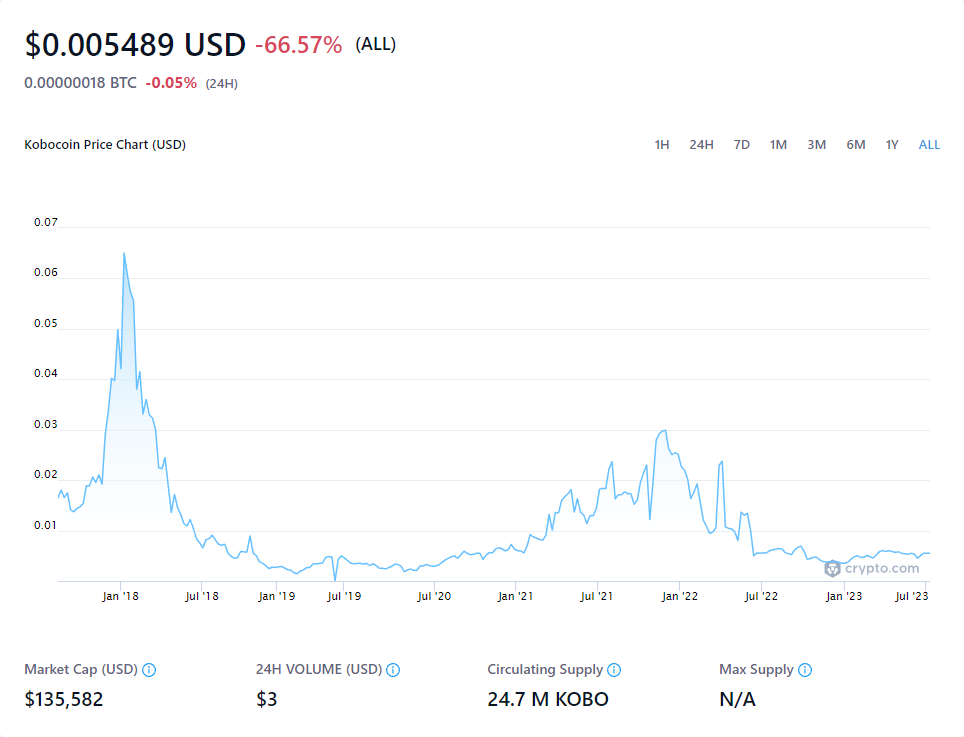 $0.005489 USD -66.57% (ALL)
0.00000018 BTC -0.05% (24H)
Kobocoin Price Chart (USD) 1H 24H 7D 1M 3M 6M 1Y ALL
0.07
0.06
0.05
0.04
0.03
0.02
0.01
crypto.com
Jan '18 Jul '18 Jan '19 Jul '19 Jul '20 Jan '21 Jul '21 Jan '22 Jul '22 Jan '23 Jul '23
Market Cap (USD) 24H VOLUME (USD) Circulating Supply Max Supply
$135,582 $3 24.7 M KOBO N/A